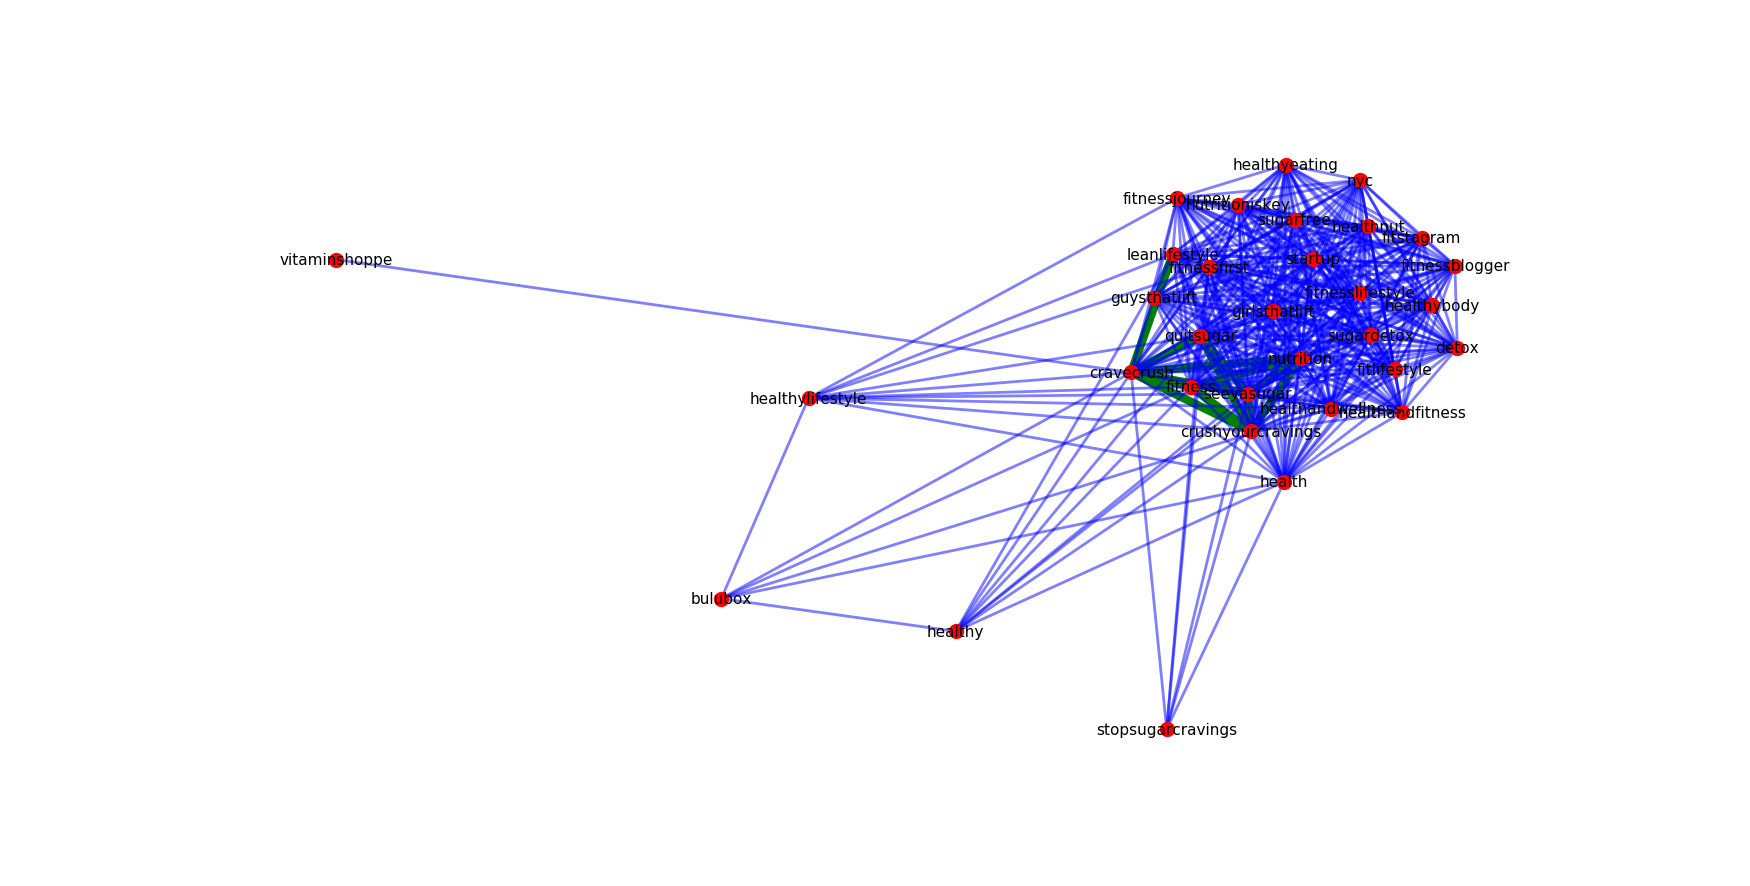 healthyeating
nyc
fitnessjourney
nutritioniskey
sugarfree
healthnut
fitstagram
leanlifestyle
fitnessfirst
startup
fitnessblogger
vitaminshoppe
guysthatlift
fitnesslifestyle
healthybody
girlsthatlift
quitsugar
sugardetox
detox
nutrition
cravecrush
fitlifestyle
fitness
seeyasugar
healthylifestyle
healthandwellness
healthandfitness
crushyourcravings
health
bulubox
healthy
stopsugarcravings